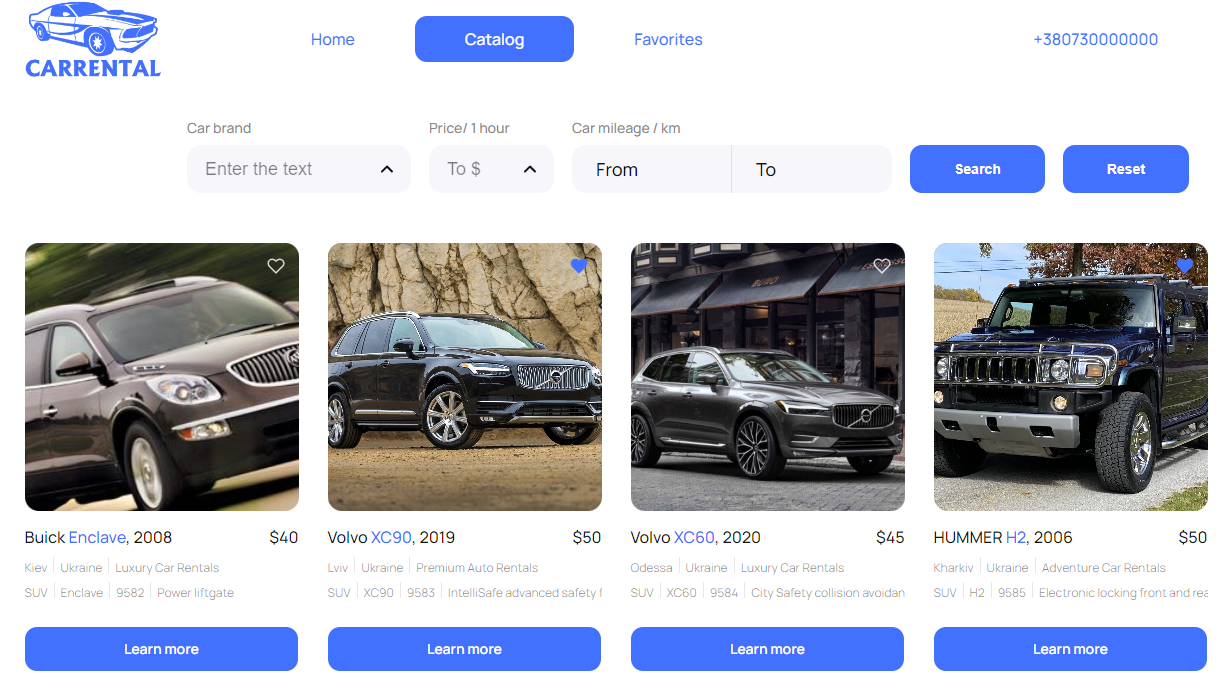 CARRENTAL
Home
Catalog
Favorites
+380730000000
Car brand
Price/ 1 hour
Car mileage / km
Enter the text
To $
From
To
Search
Reset
Buick Enclave, 2008 $40
Kiev Ukraine Luxury Car Rentals
SUV Enclave 9582 Power liftgate
Learn more
Volvo XC90, 2019 $50
Lviv Ukraine Premium Auto Rentals
SUV XC90 9583 IntelliSafe advanced safety f
Learn more
Volvo XC60, 2020 $45
Odessa Ukraine Luxury Car Rentals
SUV XC60 9584 City Safety collision avoidan
Learn more
HUMMER H2, 2006 $50
Kharkiv Ukraine Adventure Car Rentals
SUV H2 9585 Electronic locking front and rea
Learn more